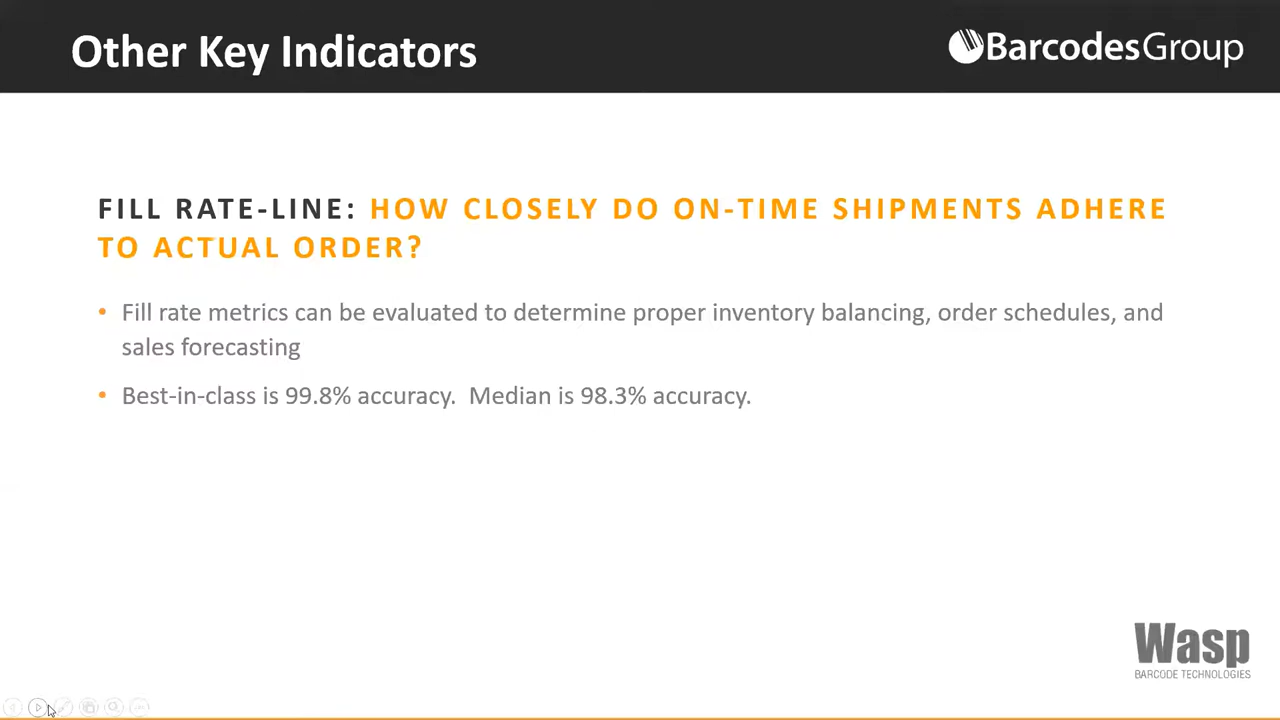 Other Key Indicators
BarcodesGroup
FILL RATE-LINE: HOW CLOSELY DO ON-TIME SHIPMENTS ADHERE
TO ACTUAL ORDER?
• Fill rate metrics can be evaluated to determine proper inventory balancing, order schedules, and
sales forecasting
• Best-in-class is 99.8% accuracy.  Median is 98.3% accuracy.
Wasp
BARCODE TECHNOLOGIES